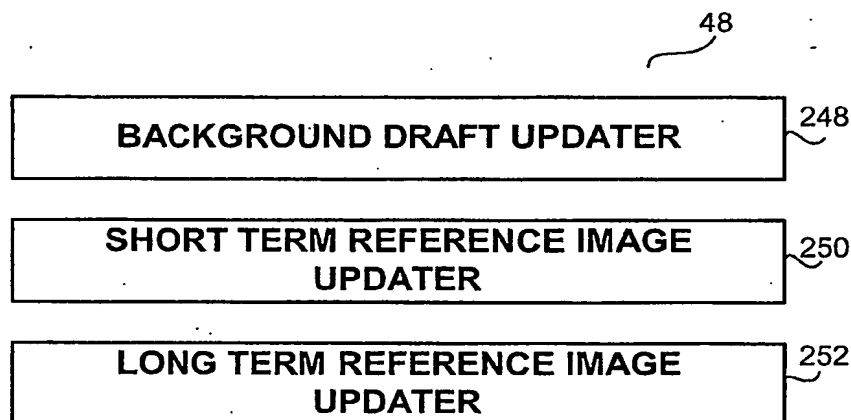 48
BACKGROUND DRAFT UPDATER
248
SHORT TERM REFERENCE IMAGE
UPDATER
250
LONG TERM REFERENCE IMAGE
UPDATER
252